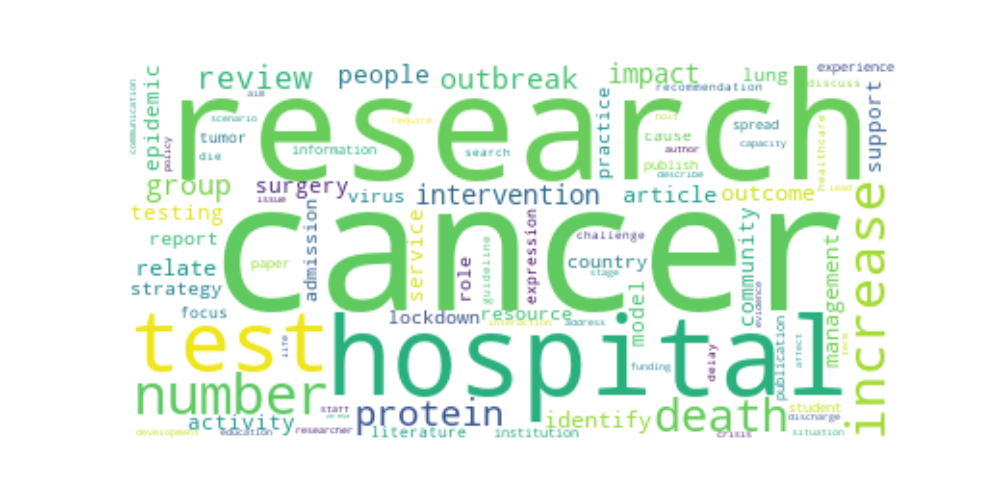 research
cancer
hospital
test
increase
number
death
protein
intervention
review
people
outbreak
impact
lung
experience
recommendation
discuss
communication
epidemic
aim
scenario
tumor
die
policy
information
require
search
practice
host
cause
author
publish
describe
spread
capacity
healthcare
support
group
surgery
issue
virus
article
outcome
lead
testing
report
relate
strategy
focus
paper
admission
service
role
guideline
expression
challenge
country
stage
community
evidence
management
model
lockdown
resource
interaction
address
life
funding
delay
publication
affect
term
activity
staff
identify
student
discharge
development
education
researcher
literature
institution
crisis
situation